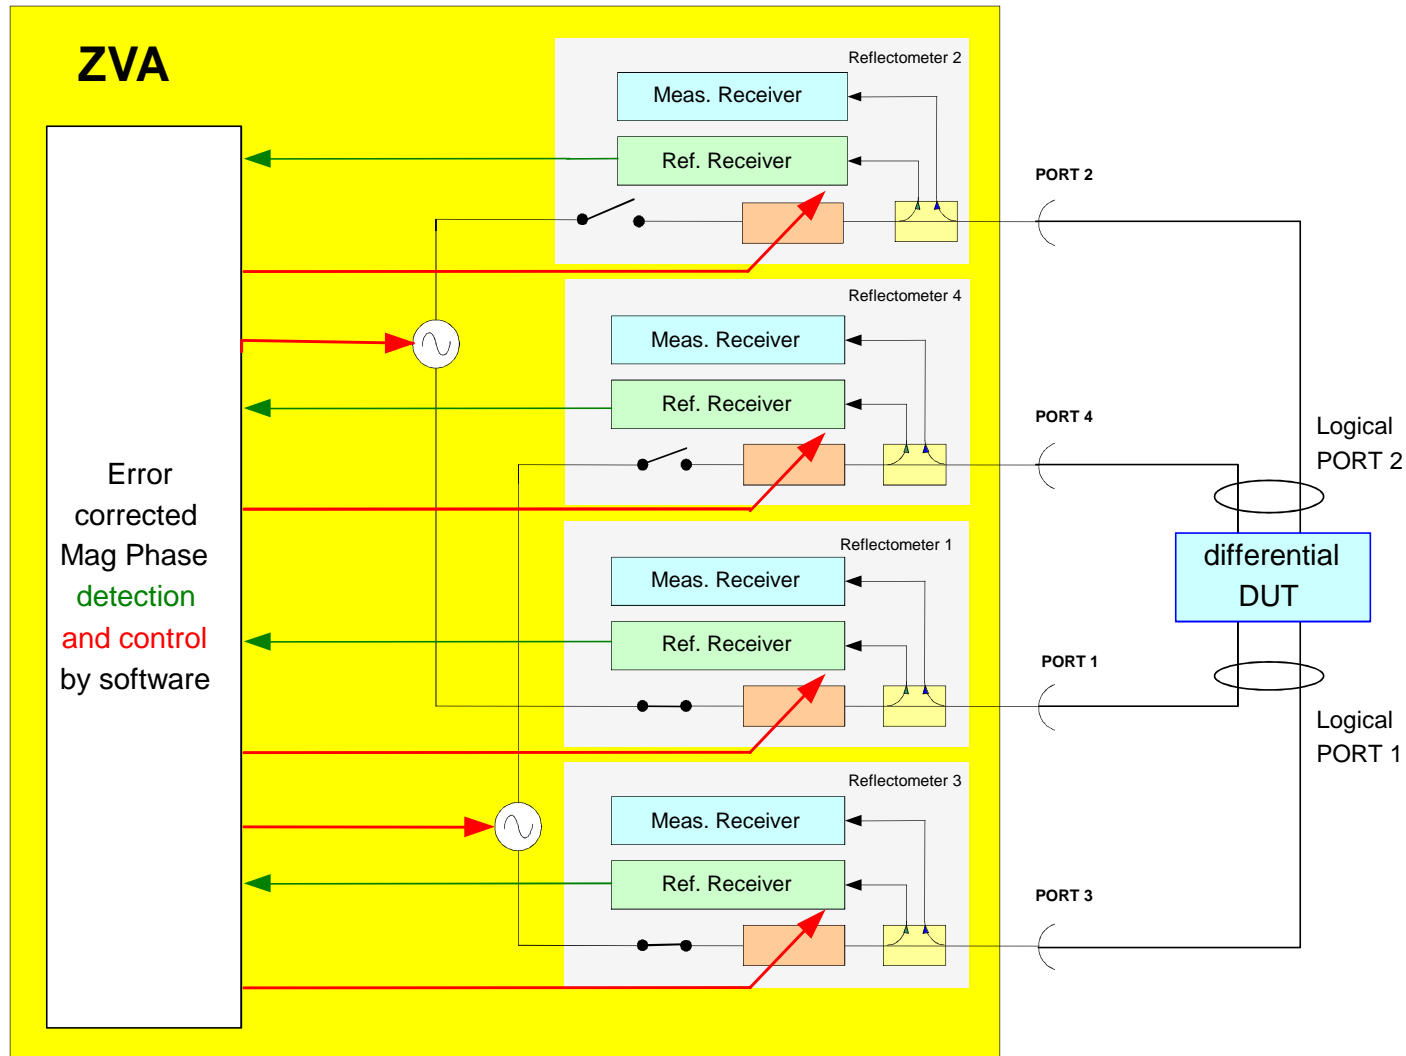 ZVA
Error
corrected
Mag Phase
detection
and control
by software
Reflectometer 2
Meas. Receiver
Ref. Receiver
PORT 2
Reflectometer 4
Meas. Receiver
Ref. Receiver
PORT 4
Logical
PORT 2
Reflectometer 1
Meas. Receiver
Ref. Receiver
differential
DUT
PORT 1
Logical
PORT 1
Reflectometer 3
Meas. Receiver
Ref. Receiver
PORT 3